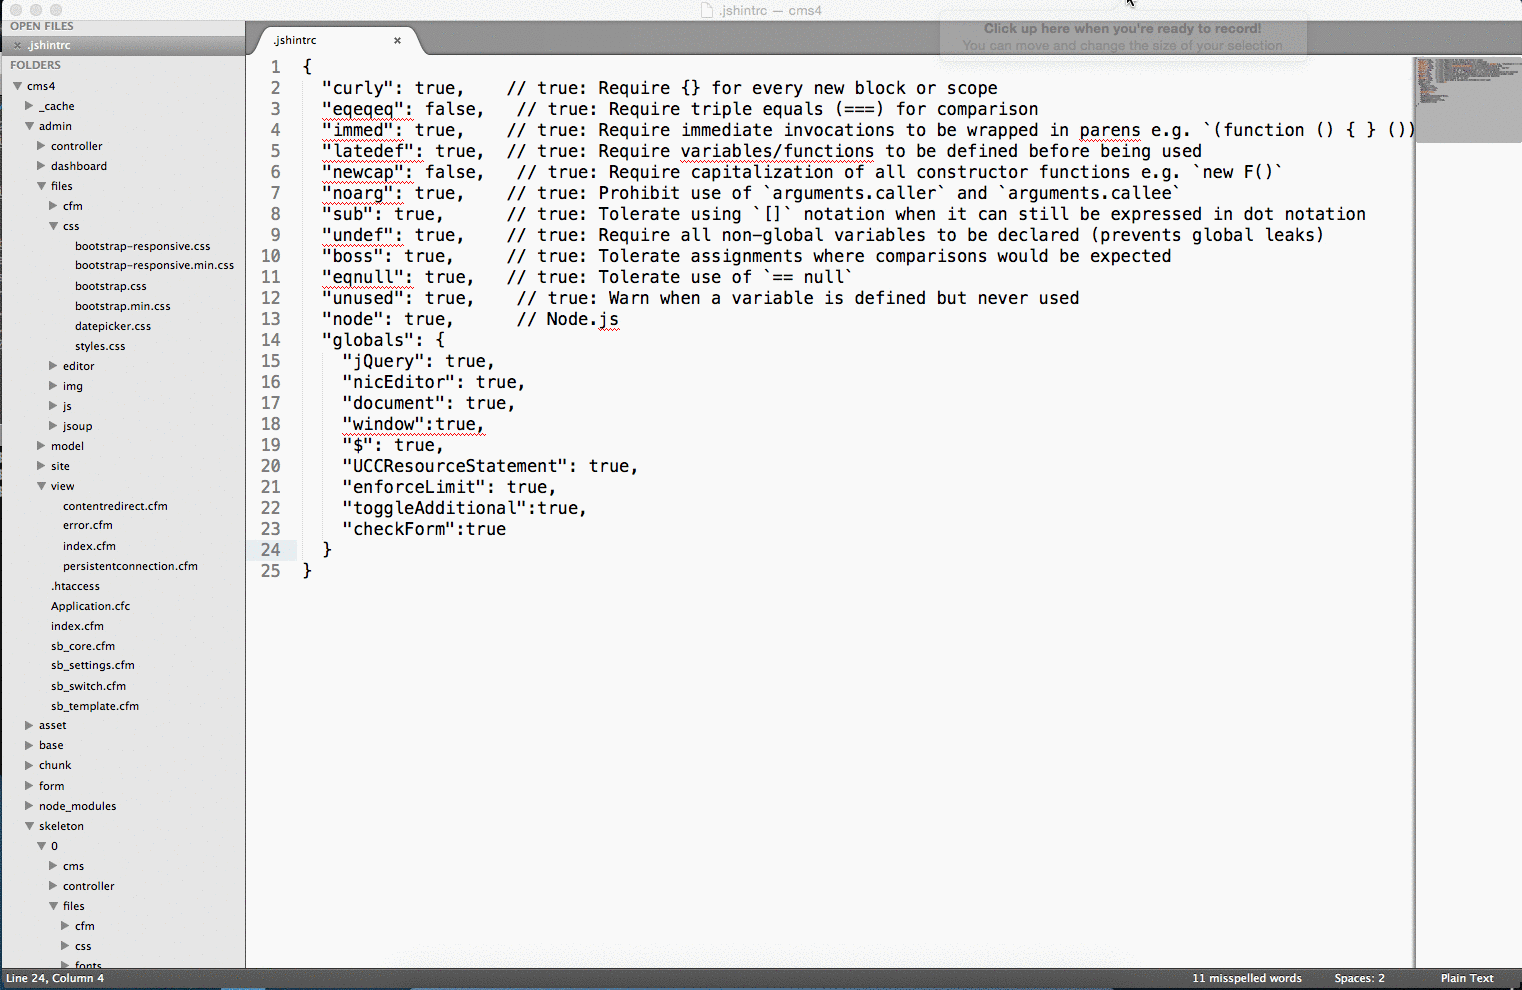 .jshintrc — cms4
Click up here when you're ready to record!
You can move and change the size of your selection
OPEN FILES
× .jshintrc
FOLDERS
cms4
_cache
admin
controller
dashboard
files
cfm
css
bootstrap-responsive.css
bootstrap-responsive.min.css
bootstrap.css
bootstrap.min.css
datepicker.css
styles.css
editor
img
js
jsoup
model
site
view
contentredirect.cfm
error.cfm
index.cfm
persistentconnection.cfm
.htaccess
Application.cfc
index.cfm
sb_core.cfm
sb_settings.cfm
sb_switch.cfm
sb_template.cfm
asset
base
chunk
form
node_modules
skeleton
0
cms
controller
files
cfm
css
fonts
.jshintrc ×
1 {
2 "curly": true, // true: Require {} for every new block or scope
3 "eqeqeq": false, // true: Require triple equals (===) for comparison
4 "immed": true, // true: Require immediate invocations to be wrapped in parens e.g. `(function () { } ())
5 "latedef": true, // true: Require variables/functions to be defined before being used
6 "newcap": false, // true: Require capitalization of all constructor functions e.g. `new F()`
7 "noarg": true, // true: Prohibit use of `arguments.caller` and `arguments.callee`
8 "sub": true, // true: Tolerate using `[]` notation when it can still be expressed in dot notation
9 "undef": true, // true: Require all non-global variables to be declared (prevents global leaks)
10 "boss": true, // true: Tolerate assignments where comparisons would be expected
11 "eqnull": true, // true: Tolerate use of `== null`
12 "unused": true, // true: Warn when a variable is defined but never used
13 "node": true, // Node.js
14 "globals": {
15 "jQuery": true,
16 "nicEditor": true,
17 "document": true,
18 "window":true,
19 "$": true,
20 "UCCResourceStatement": true,
21 "enforceLimit": true,
22 "toggleAdditional":true,
23 "checkForm":true
24 }
25 }
Line 24, Column 4
11 misspelled words
Spaces: 2
Plain Text